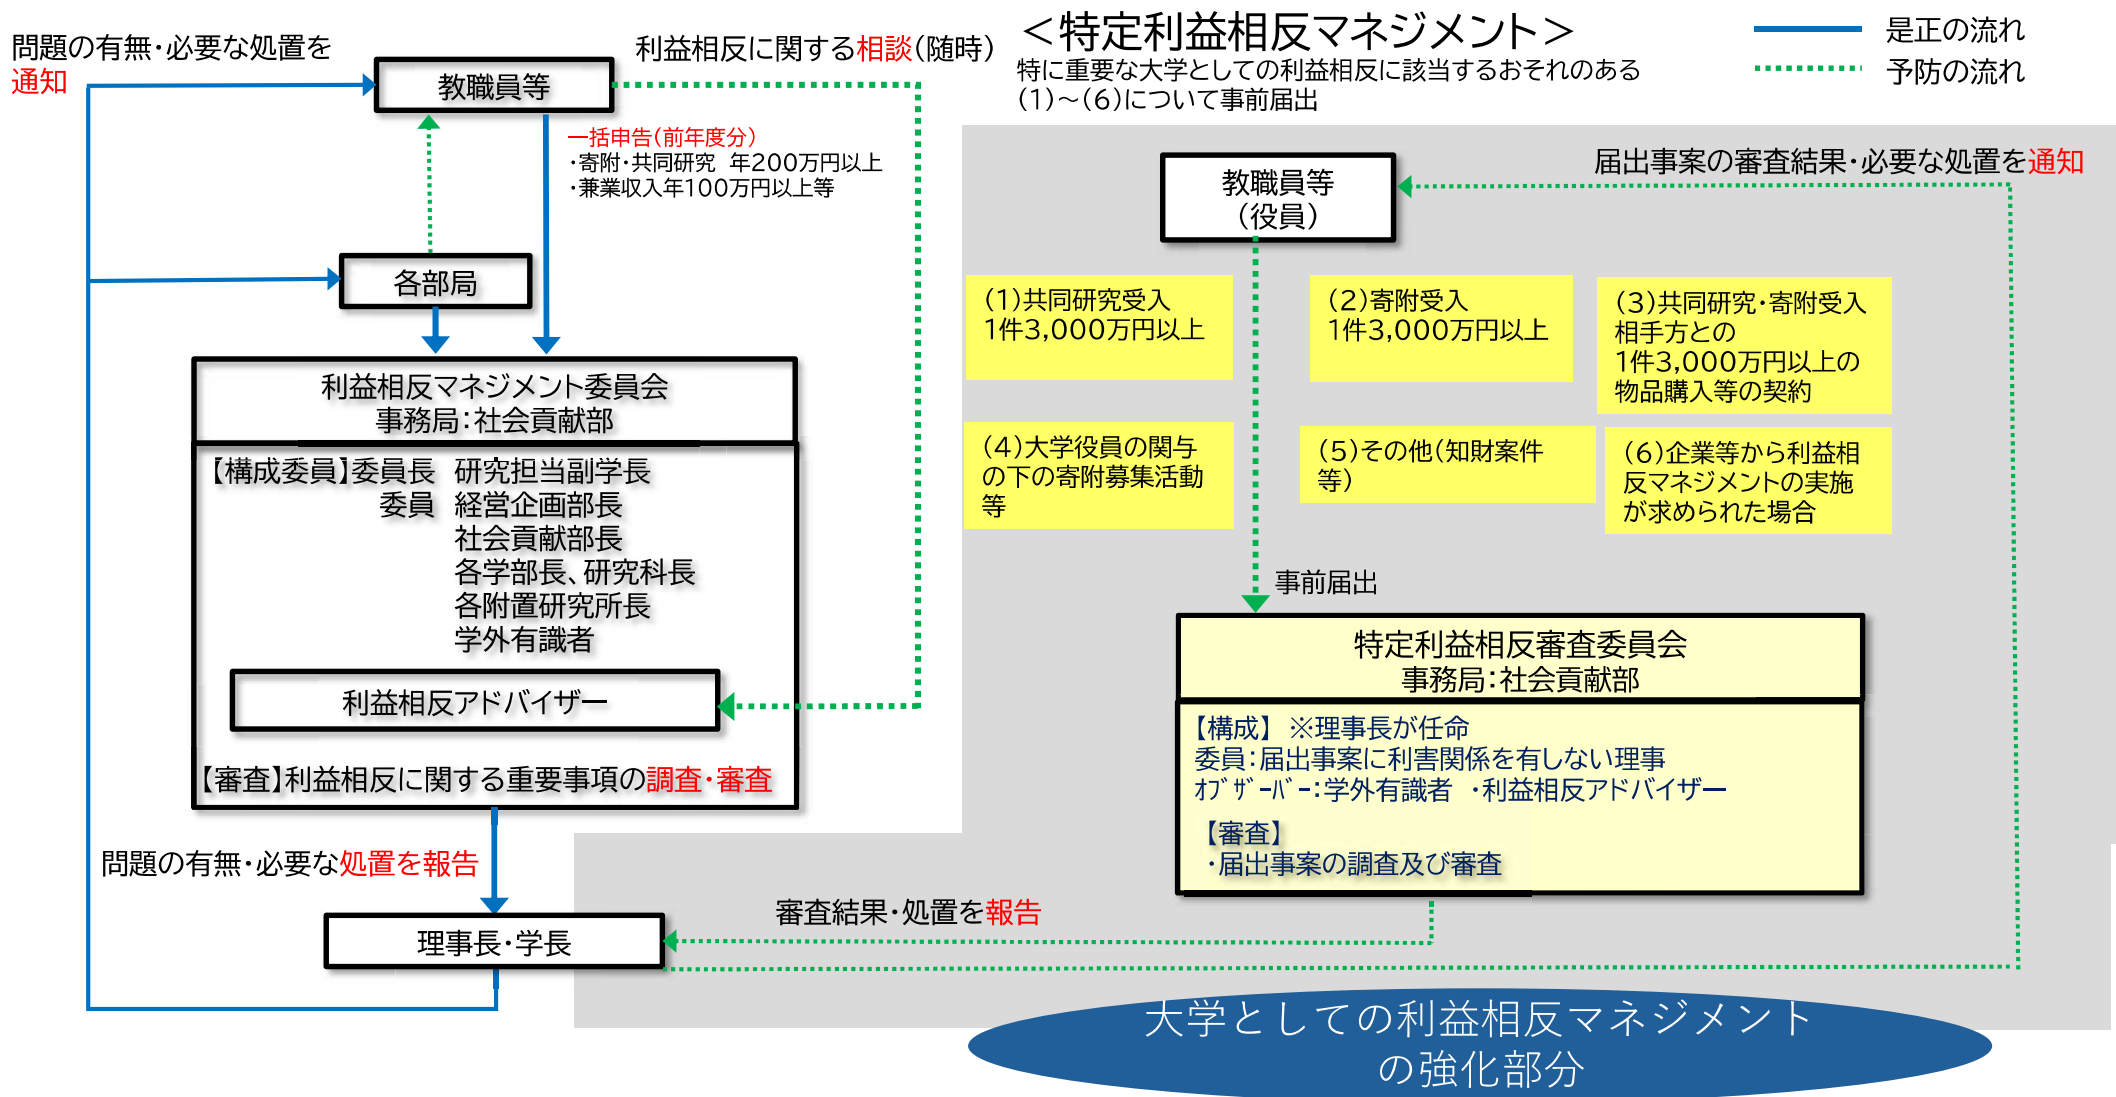 問題の有無・必要な処置を
通知
教職員等
利益相反に関する相談（随時）
一括申告（前年度分）
・寄附・共同研究　年200万円以上
・兼業収入年100万円以上等
各部局
利益相反マネジメント委員会
事務局：社会貢献部
【構成委員】委員長　研究担当副学長
委員　経営企画部長
社会貢献部長
各学部長、研究科長
各附置研究所長
学外有識者
利益相反アドバイザー
【審査】利益相反に関する重要事項の調査・審査
問題の有無・必要な処置を報告
理事長・学長
＜特定利益相反マネジメント＞
特に重要な大学としての利益相反に該当するおそれのある
（1）～（6）について事前届出
是正の流れ
予防の流れ
教職員等
（役員）
届出事案の審査結果・必要な処置を通知
（1）共同研究受入
1件3,000万円以上
（2）寄附受入
1件3,000万円以上
（3）共同研究・寄附受入
相手方との
1件3,000万円以上の
物品購入等の契約
（4）大学役員の関与
の下の寄附募集活動
等
（5）その他（知財案件
等）
（6）企業等から利益相
反マネジメントの実施
が求められた場合
事前届出
特定利益相反審査委員会
事務局：社会貢献部
【構成】　※理事長が任命
委員：届出事案に利害関係を有しない理事
ｵﾌﾞｻﾞｰﾊﾞｰ：学外有識者　・利益相反アドバイザー
【審査】
・届出事案の調査及び審査
審査結果・処置を報告
大学としての利益相反マネジメント
の強化部分